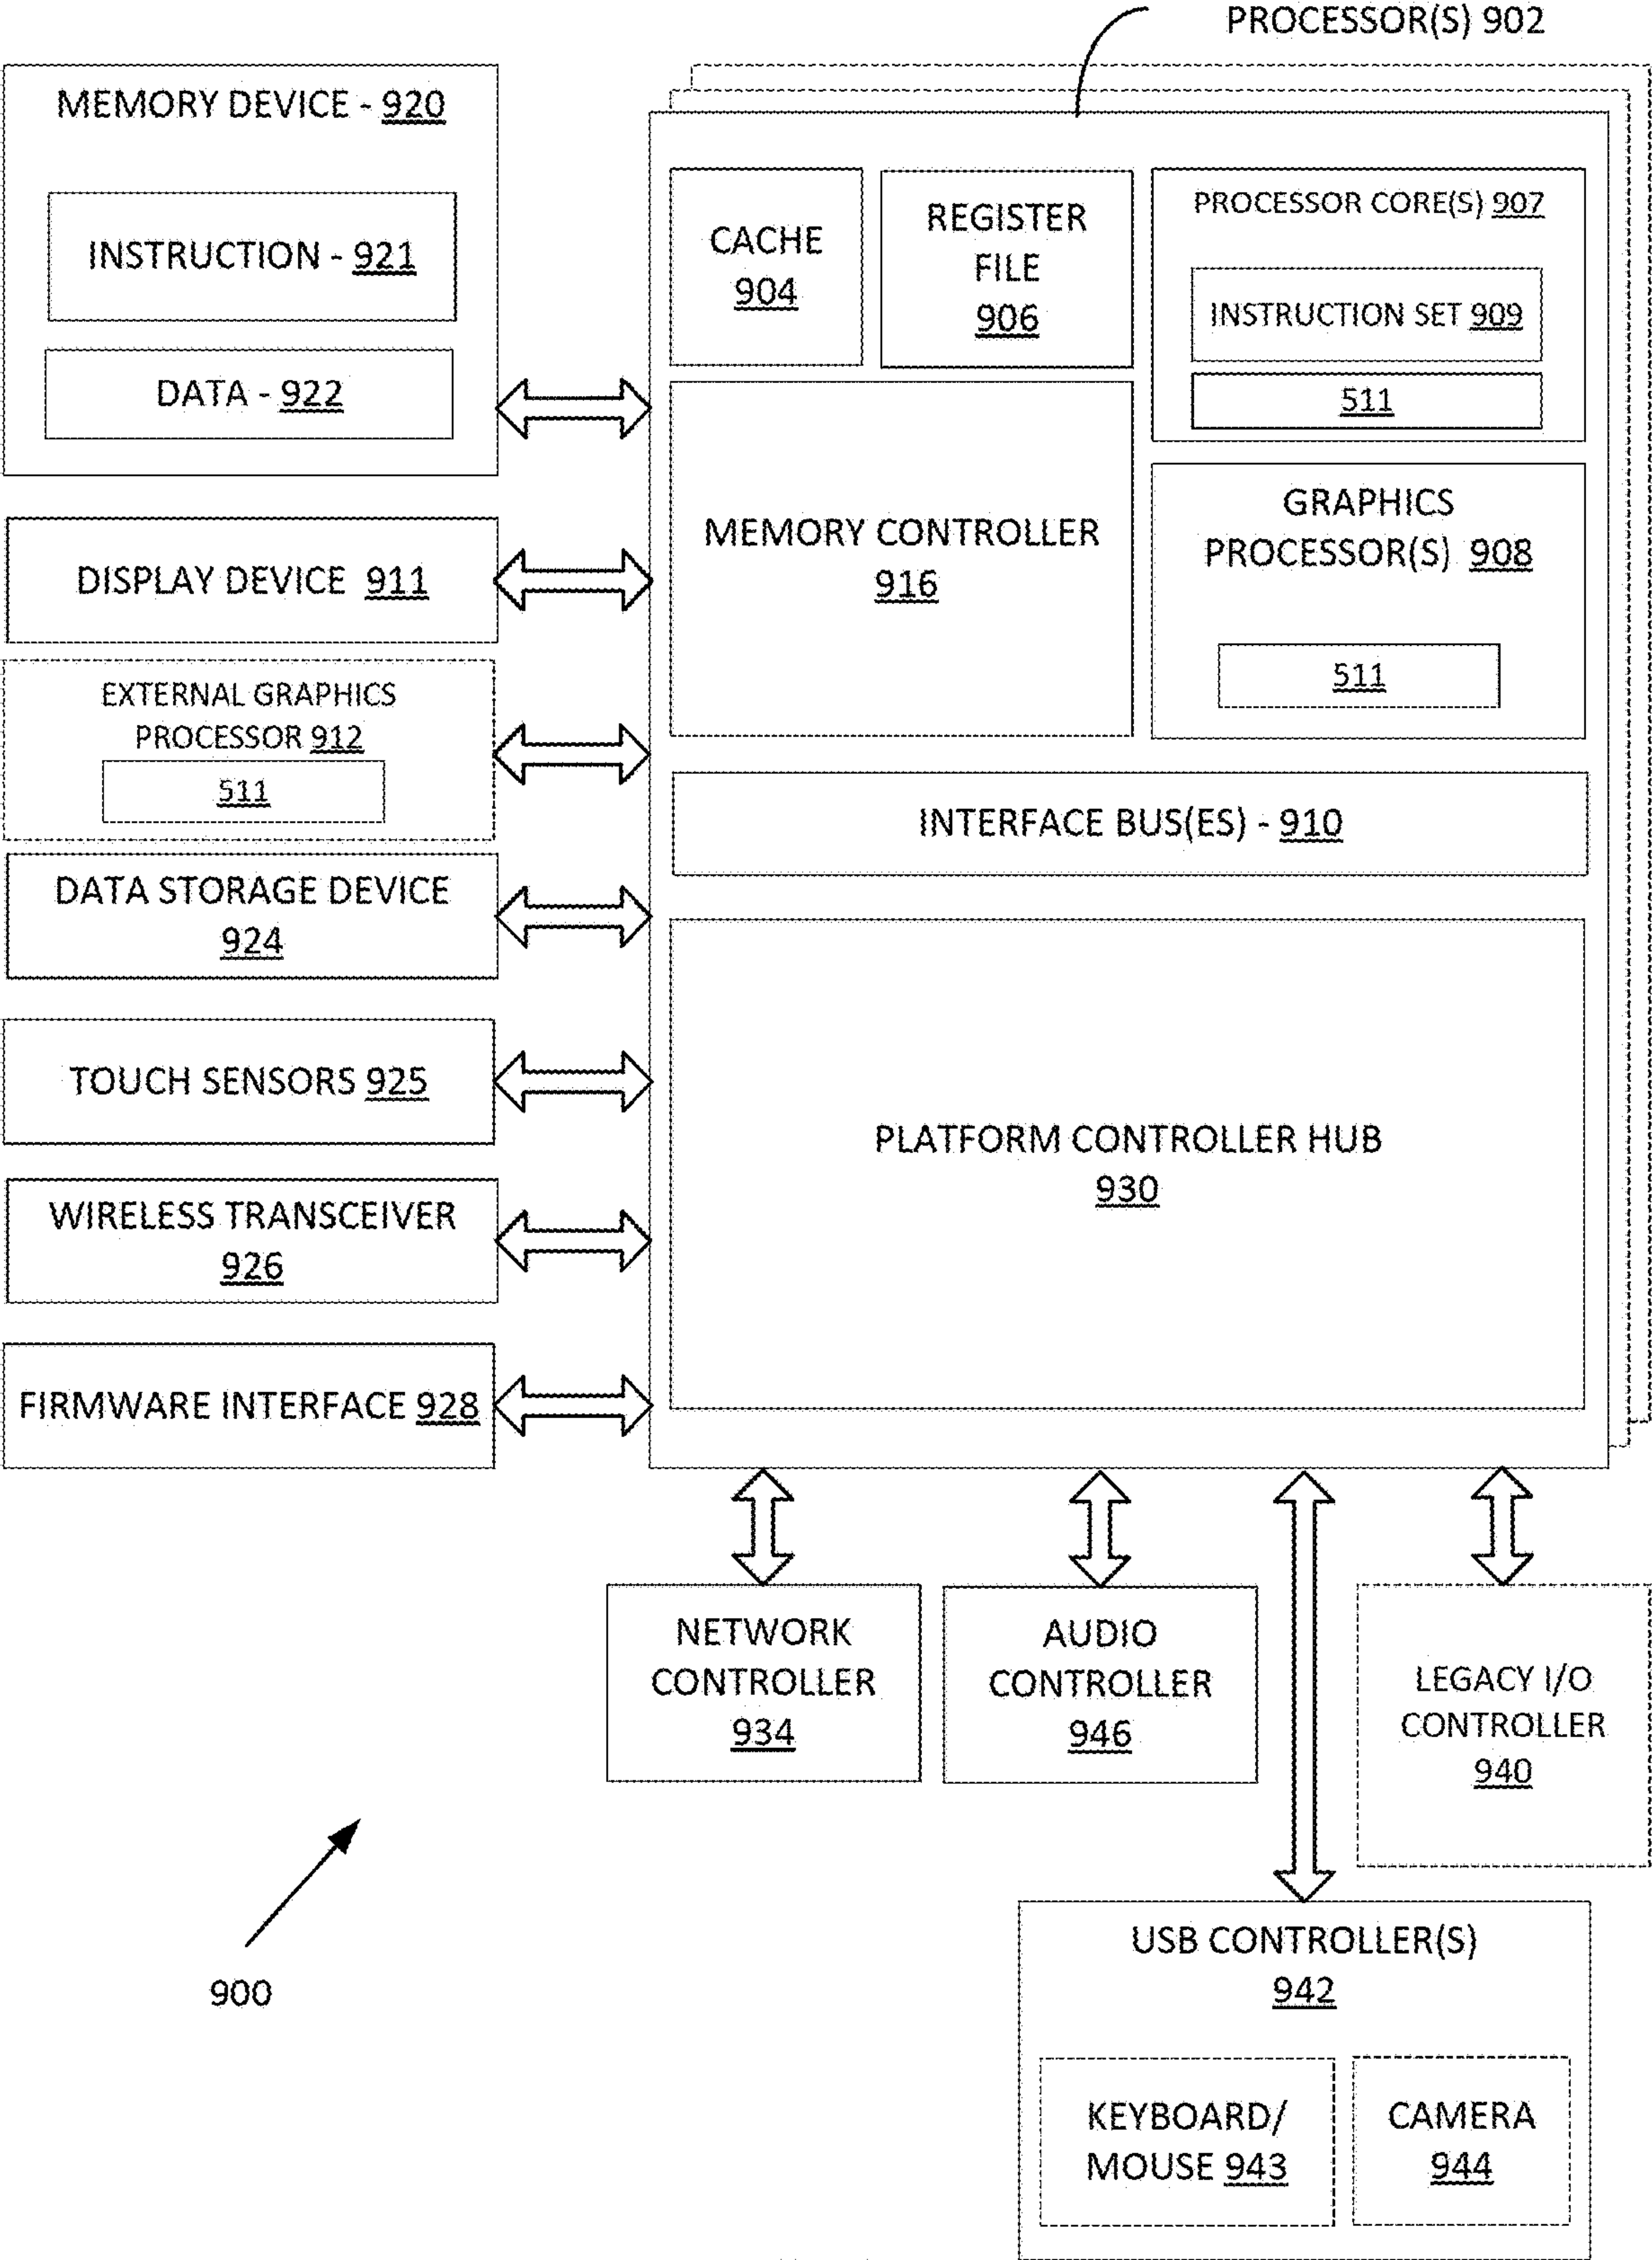 PROCESSOR(S) 902
MEMORY DEVICE - 920
INSTRUCTION - 921
DATA - 922
DISPLAY DEVICE 911
EXTERNAL GRAPHICS
PROCESSOR 912
511
DATA STORAGE DEVICE
924
TOUCH SENSORS 925
WIRELESS TRANSCEIVER
926
FIRMWARE INTERFACE 928
CACHE
904
REGISTER
FILE
906
PROCESSOR CORE(S) 907
INSTRUCTION SET 909
511
MEMORY CONTROLLER
916
GRAPHICS
PROCESSOR(S) 908
511
INTERFACE BUS(ES) - 910
PLATFORM CONTROLLER HUB
930
NETWORK
CONTROLLER
934
AUDIO
CONTROLLER
946
LEGACY I/O
CONTROLLER
940
900
USB CONTROLLER(S)
942
KEYBOARD/
MOUSE 943
CAMERA
944